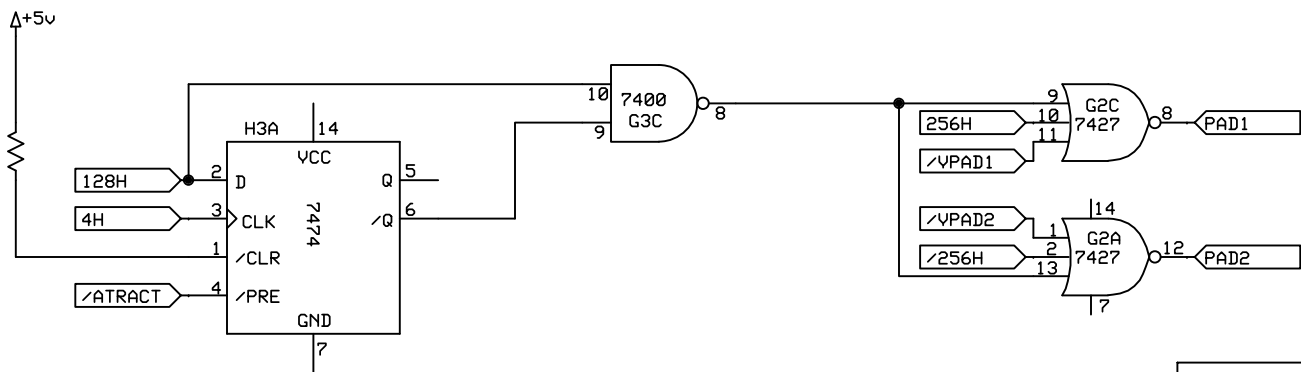 +5v
10
7400
G3C
9
8
H3A
14
VCC
128H
2
D
Q
5
4H
3
CLK
7474
/Q
6
1
/CLR
/ATRACT
4
/PRE
GND
7
9
G2C
256H
10
7427
8
PAD1
/VPAD1
11
/VPAD2
1
14
G2A
/256H
2
7427
12
PAD2
13
7